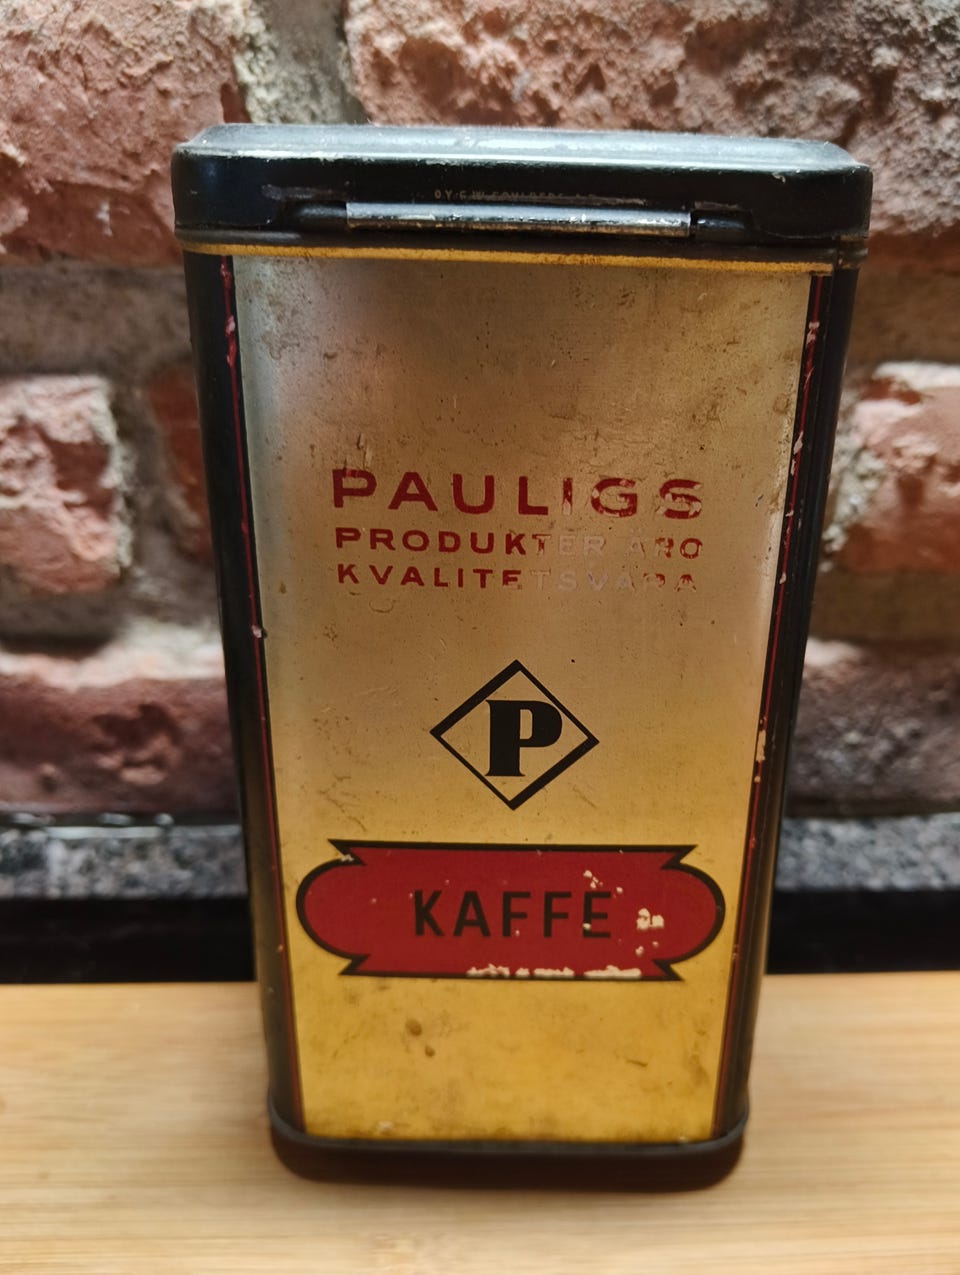 PAULIGS
PRODUKTER ÄRO
KVALITETSVARA
P
KAFFE